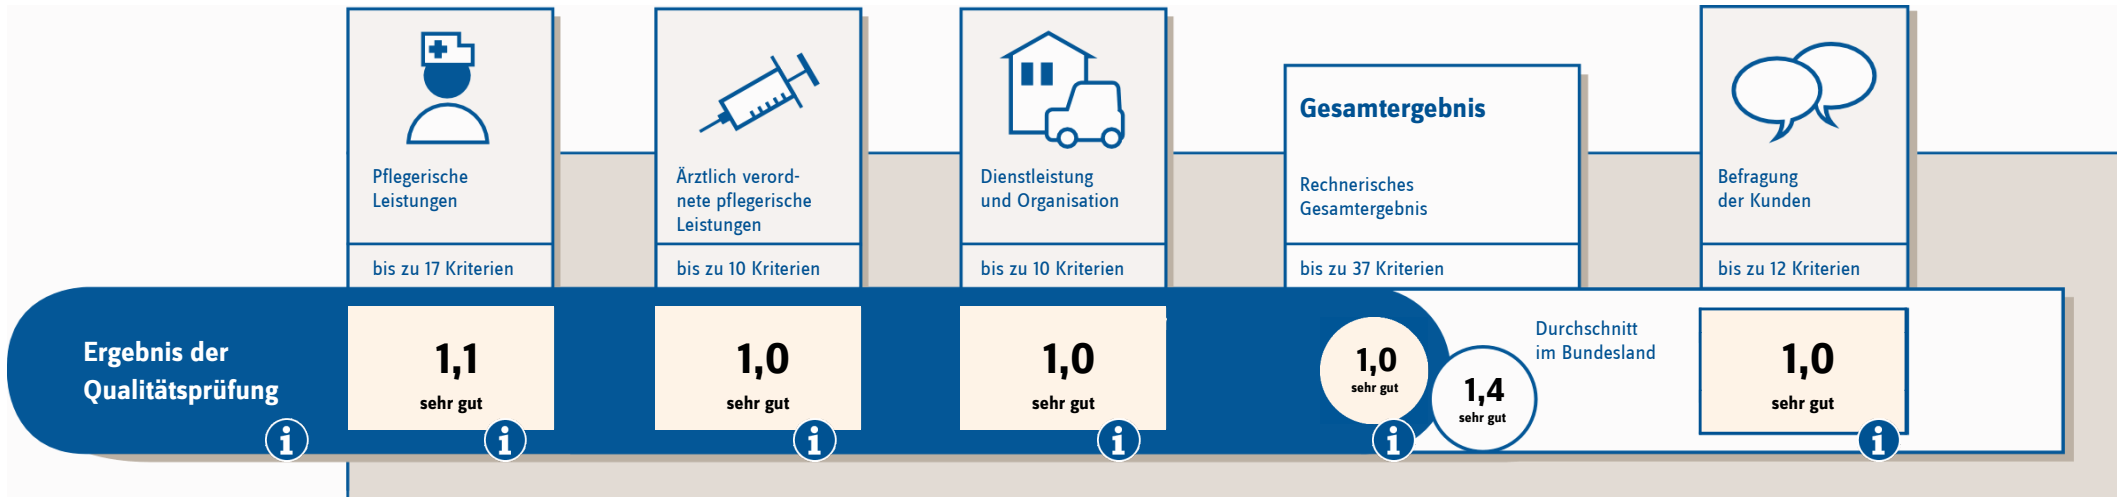 Pflegerische
Leistungen
bis zu 17 Kriterien
Ärztlich verord-
nete pflegerische
Leistungen
bis zu 10 Kriterien
Dienstleistung
und Organisation
bis zu 10 Kriterien
Gesamtergebnis
Rechnerisches
Gesamtergebnis
bis zu 37 Kriterien
Befragung
der Kunden
bis zu 12 Kriterien
Ergebnis der
Qualitätsprüfung
i
1,1
sehr gut
i
1,0
sehr gut
i
1,0
sehr gut
i
1,0
sehr gut
i
1,4
sehr gut
Durchschnitt
im Bundesland
1,0
sehr gut
i